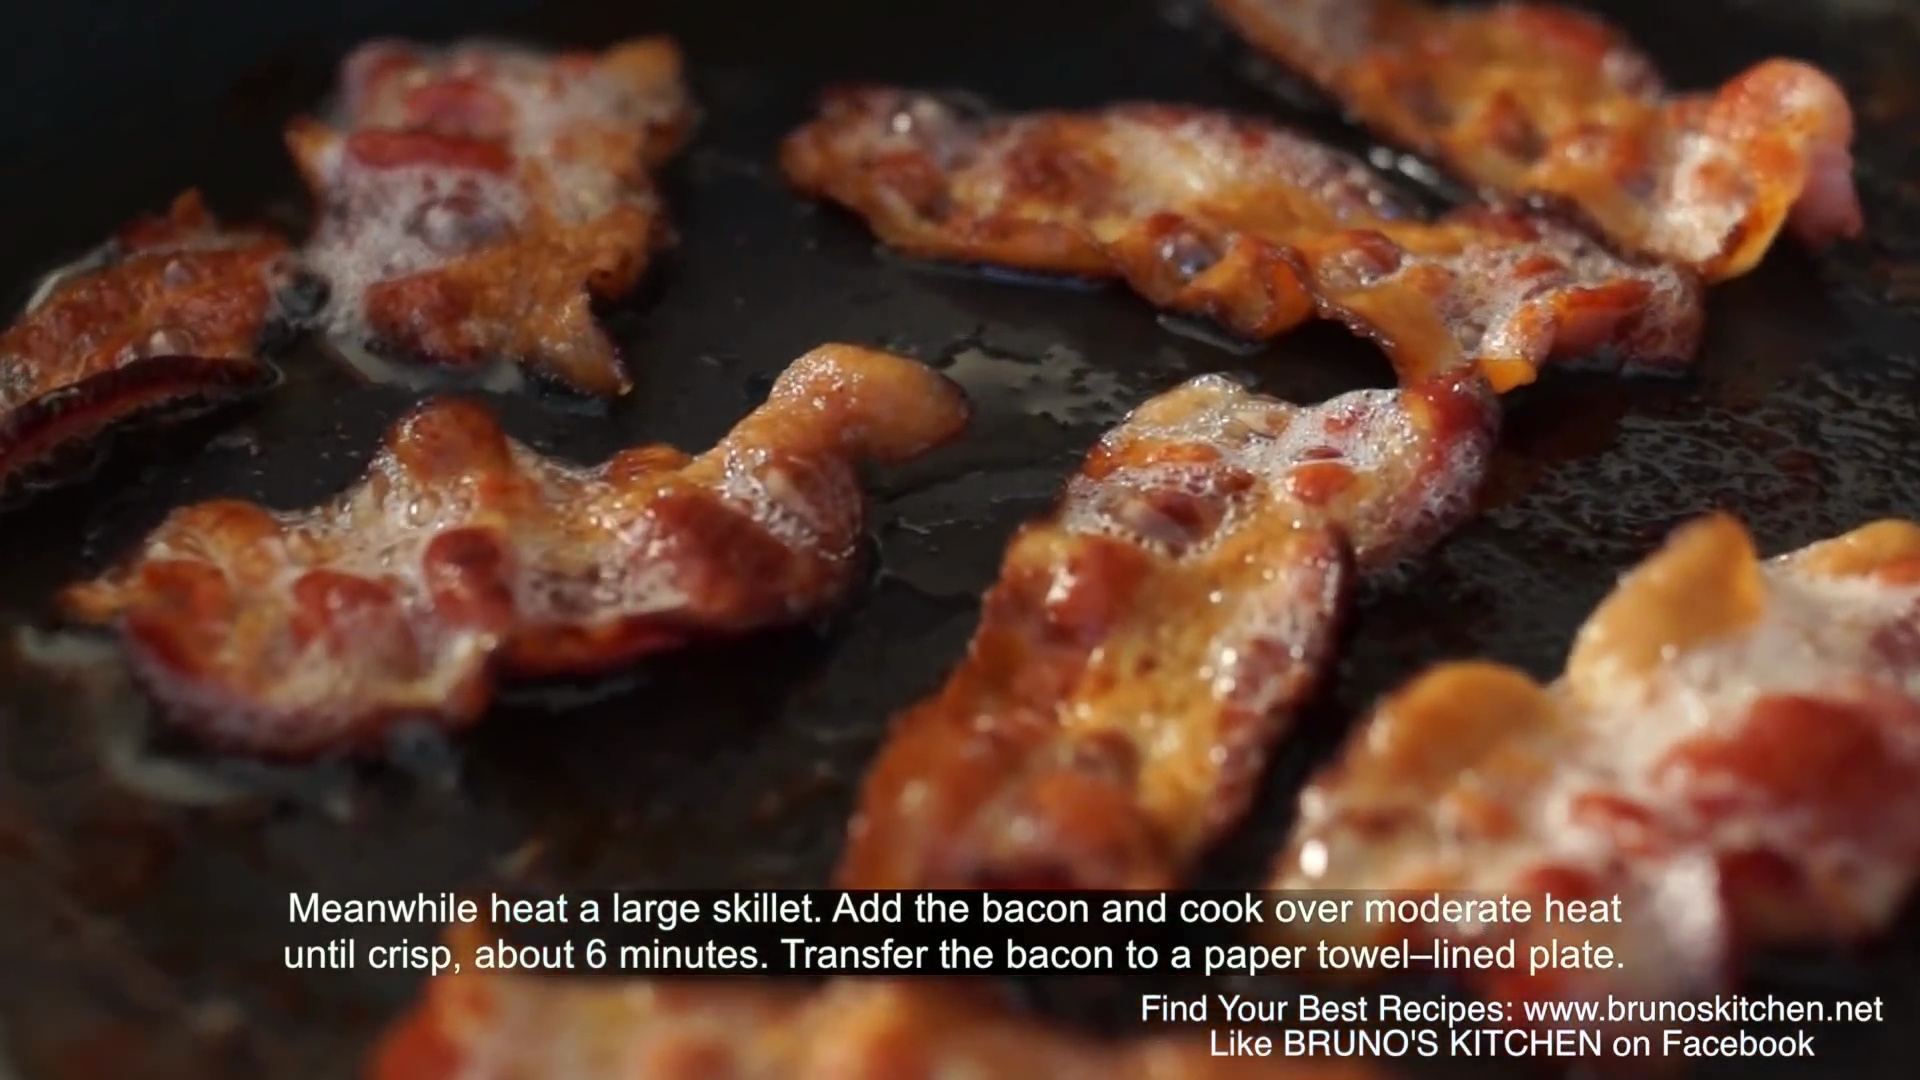 Meanwhile heat a large skillet. Add the bacon and cook over moderate heat
until crisp, about 6 minutes. Transfer the bacon to a paper towel–lined plate.
Find Your Best Recipes: www.brunoskitchen.net
Like BRUNO'S KITCHEN on Facebook